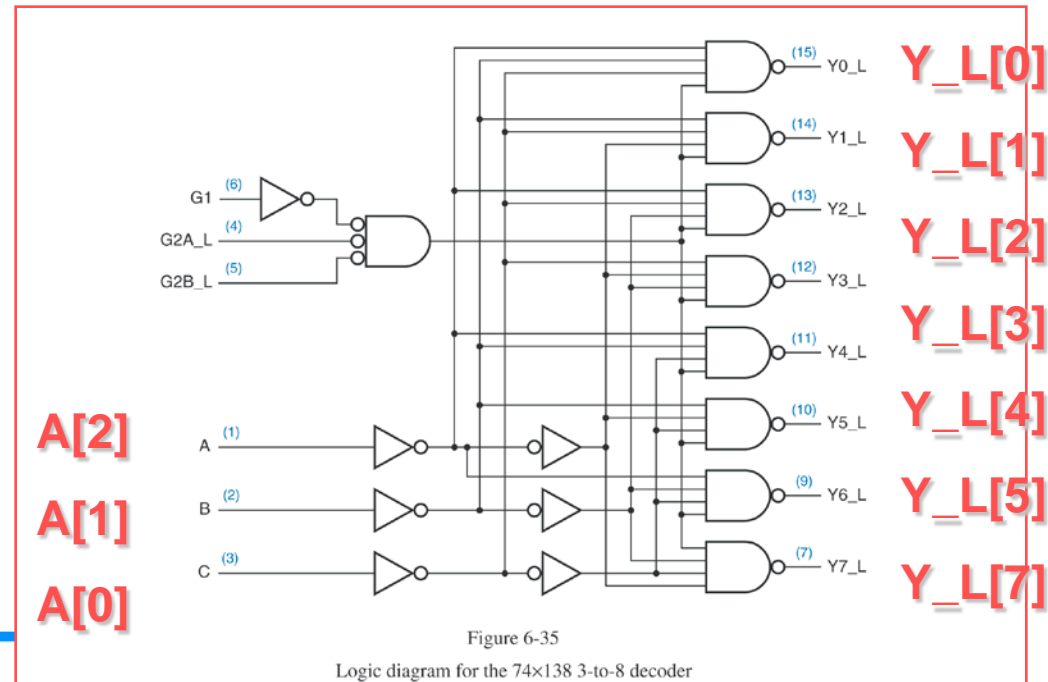 (15) Y0_L Y_L[0]
(14) Y1_L Y_L[1]
G1 (6)
(13) Y2_L Y_L[2]
G2A_L (4)
G2B_L (5)
(12) Y3_L Y_L[3]
(11) Y4_L Y_L[4]
A[2] A (1)
(10) Y5_L Y_L[5]
A[1] B (2)
(9) Y6_L Y_L[7]
A[0] C (3)
(7) Y7_L
Figure 6-35
Logic diagram for the 74×138 3-to-8 decoder